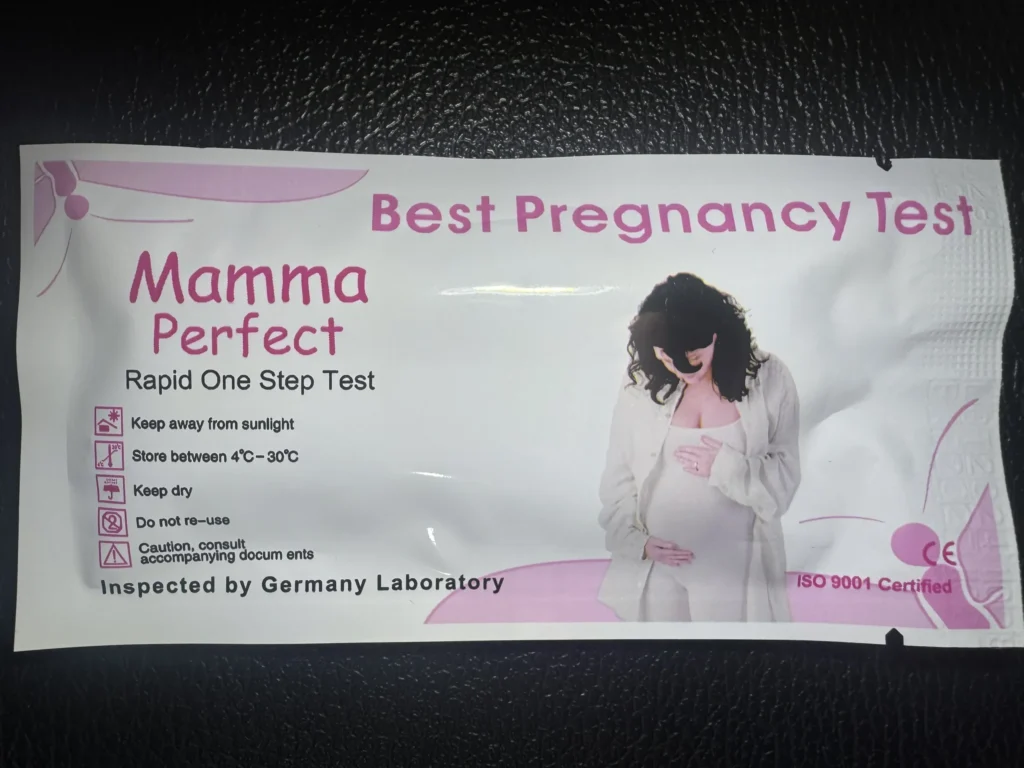 Best Pregnancy Test
Mamma
Perfect
Rapid One Step Test
Keep away from sunlight
Store between 4℃-30℃
Keep dry
Do not re-use
Caution, consult
accompanying docum ents
Inspected by Germany Laboratory
CE
ISO 9001 Certified